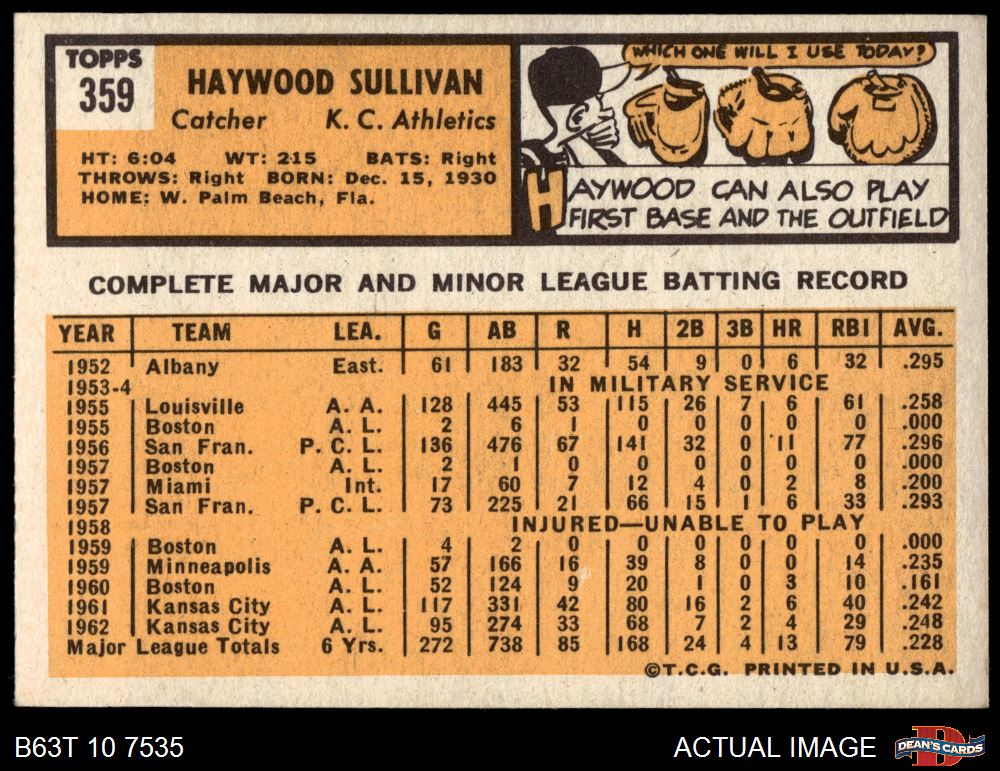 TOPPS
359
HAYWOOD SULLIVAN
Catcher K. C. Athletics
HT: 6:04 WT: 215 BATS: Right
THROWS: Right BORN: Dec. 15, 1930
HOME: W. Palm Beach, Fla.
WHICH ONE WILL I USE TODAY?
HAYWOOD CAN ALSO PLAY
FIRST BASE AND THE OUTFIELD
COMPLETE MAJOR AND MINOR LEAGUE BATTING RECORD
YEAR TEAM LEA. G AB R H 2B 3B HR RBI AVG.
1952 Albany East. 61 183 32 54 9 0 6 32 .295
1953-4 IN MILITARY SERVICE
1955 Louisville A. A. 128 445 53 115 26 7 6 61 .258
1955 Boston A. L. 2 6 1 0 0 0 0 0 .000
1956 San Fran. P. C. L. 136 476 67 141 32 0 11 77 .296
1957 Boston A. L. 2 1 0 0 0 0 0 0 .000
1957 Miami Int. 17 60 7 12 4 0 2 8 .200
1957 San Fran. P. C. L. 73 225 21 66 15 1 6 33 .293
1958 INJURED—UNABLE TO PLAY
1959 Boston A. L. 4 2 0 0 0 0 0 0 .000
1959 Minneapolis A. A. 57 166 16 39 8 0 0 14 .235
1960 Boston A. L. 52 124 9 20 1 0 3 10 .161
1961 Kansas City A. L. 117 331 42 80 16 2 6 40 .242
1962 Kansas City A. L. 95 274 33 68 7 2 4 29 .248
Major League Totals 6 Yrs. 272 738 85 168 24 4 13 79 .228
©T.C.G. PRINTED IN U.S.A.
B63T 10 7535 ACTUAL IMAGE DEAN'S CARDS